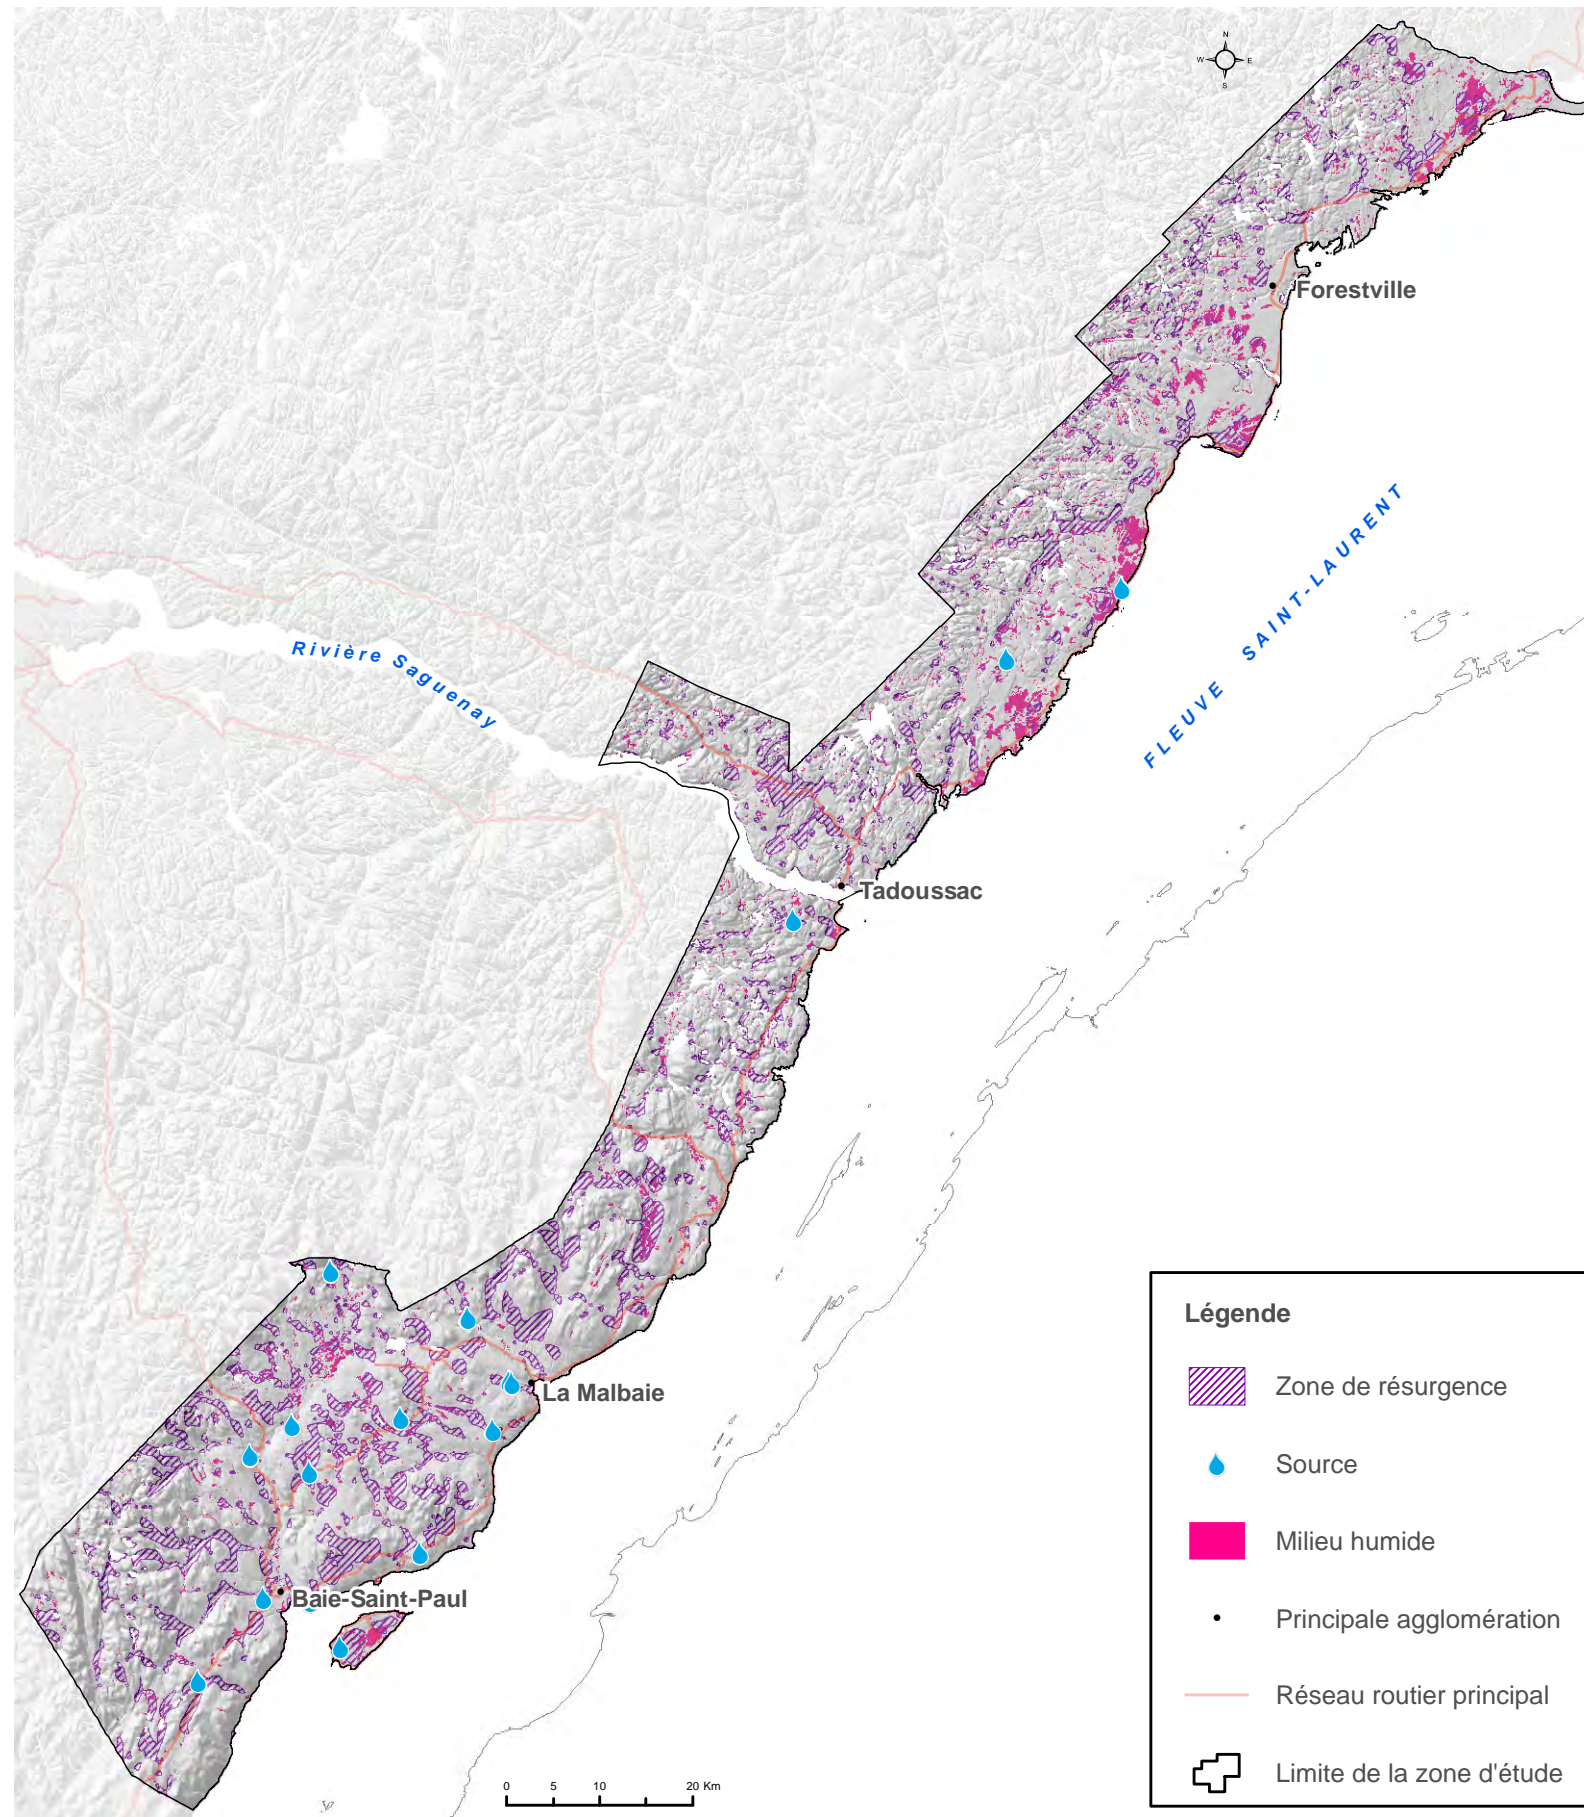 N
W E
S
Forestville
FLEUVE SAINT-LAURENT
Rivière Saguenay
Tadoussac
La Malbaie
Baie-Saint-Paul
0 5 10 20 Km
Légende
Zone de résurgence
Source
Milieu humide
Principale agglomération
Réseau routier principal
Limite de la zone d'étude